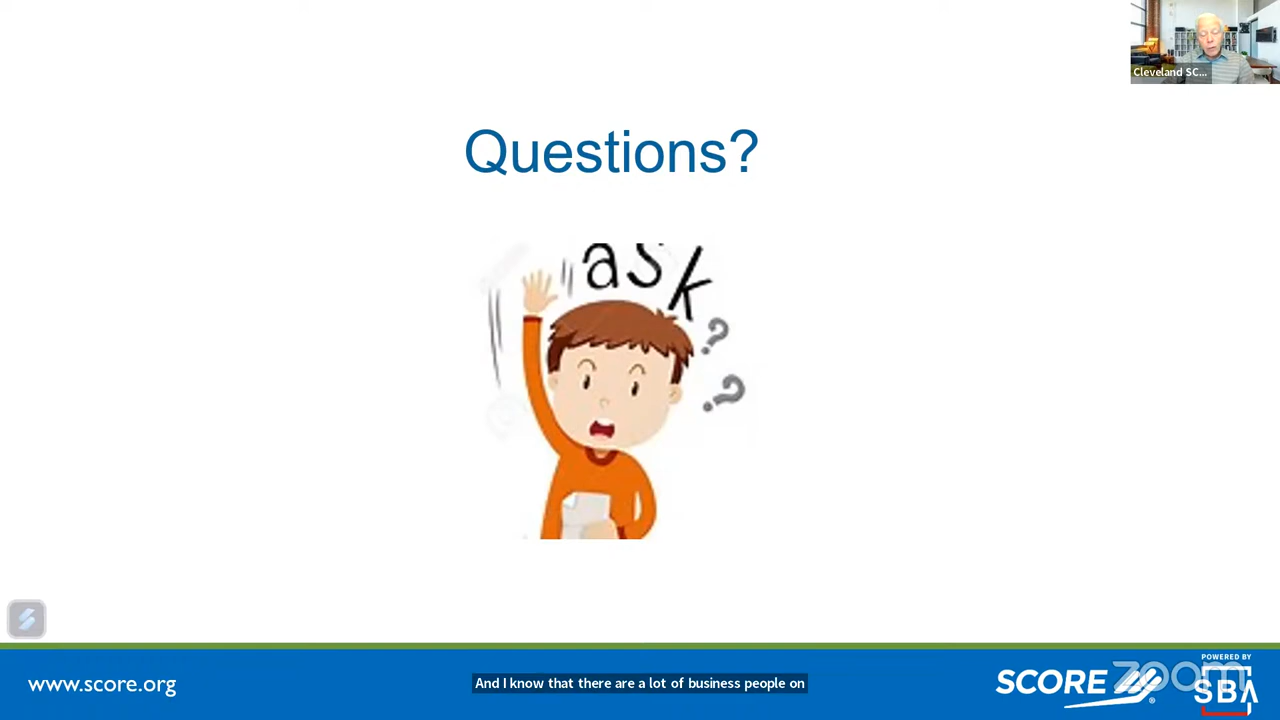 Cleveland SC...
Questions?
ask
? ?
www.score.org
And I know that there are a lot of business people on
SCORE
®
zoom
POWERED BY
SBA